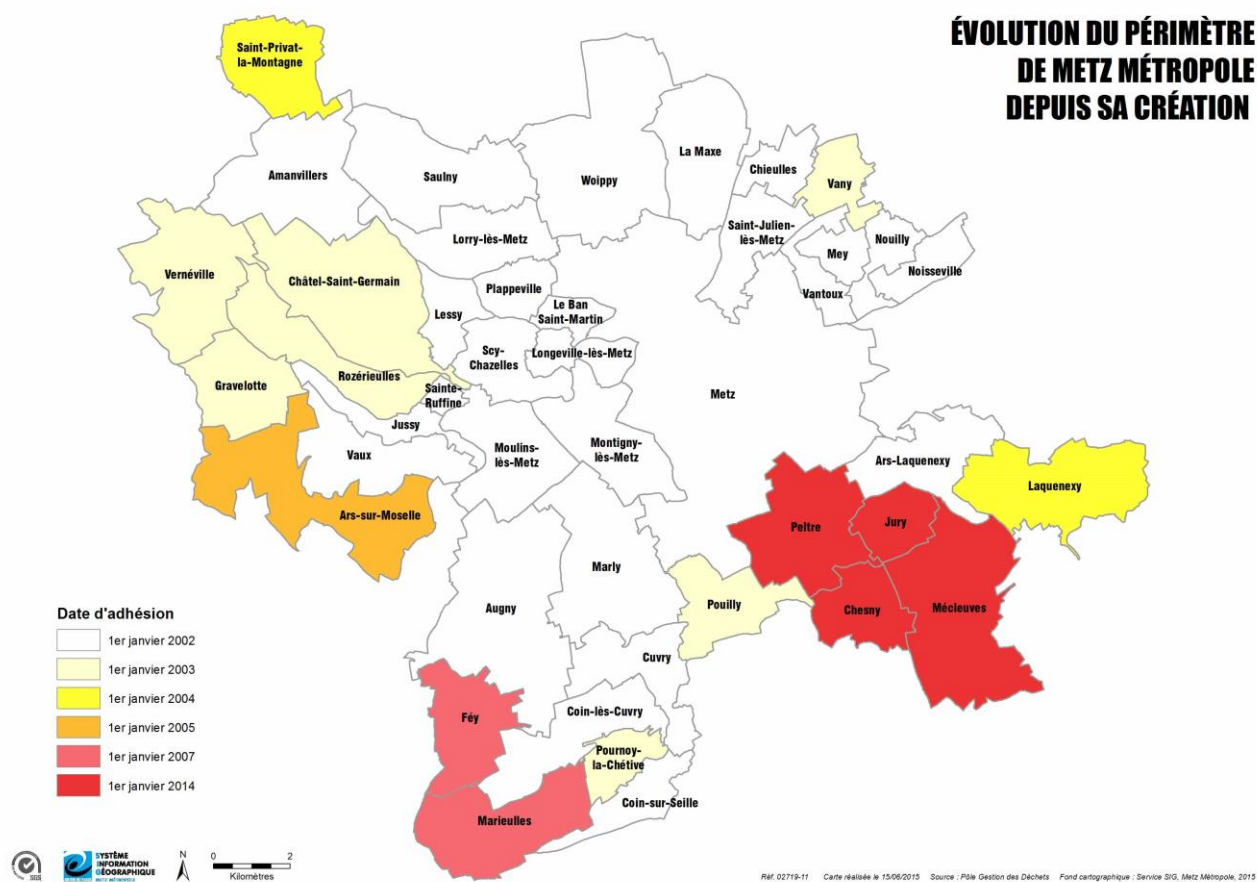 ÉVOLUTION DU PÉRIMÈTRE
DE METZ MÉTROPOLE
DEPUIS SA CRÉATION
Saint-Privat-
la-Montagne
Amanvillers
Saulny
Woippy
La Maxe
Chieulles
Vany
Saint-Julien-
lès-Metz
Mey
Nouilly
Noisseville
Vantoux
Lorry-lès-Metz
Vernéville
Châtel-Saint-Germain
Plappeville
Lessy
Le Ban
Saint-Martin
Scy-
Chazelles
Longeville-lès-Metz
Gravelotte
Rozérieulles
Sainte-
Ruffine
Metz
Jussy
Vaux
Moulins-
lès-Metz
Montigny-
lès-Metz
Ars-Laquenexy
Laquenexy
Ars-sur-Moselle
Peltre
Jury
Marly
Augny
Pouilly
Chesny
Mécleuves
Cuvry
Féy
Coin-lès-Cuvry
Pournoy-
la-Chétive
Coin-sur-Seille
Marieulles
Date d'adhésion
1er janvier 2002
1er janvier 2003
1er janvier 2004
1er janvier 2005
1er janvier 2007
1er janvier 2014
SGS
SYSTÈME
INFORMATION
GÉOGRAPHIQUE
METZ MÉTROPOLE
N
0 2
Kilomètres
Réf. 02719-11 Carte réalisée le 15/06/2015 Source : Pôle Gestion des Déchets Fond cartographique : Service SIG, Metz Métropole, 2015